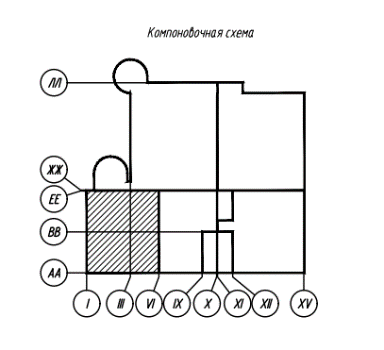 Компоновочная схема
ЛЛ
ЖЖ
ЕЕ
ВВ
АА
I III VI IX X XI XII XV